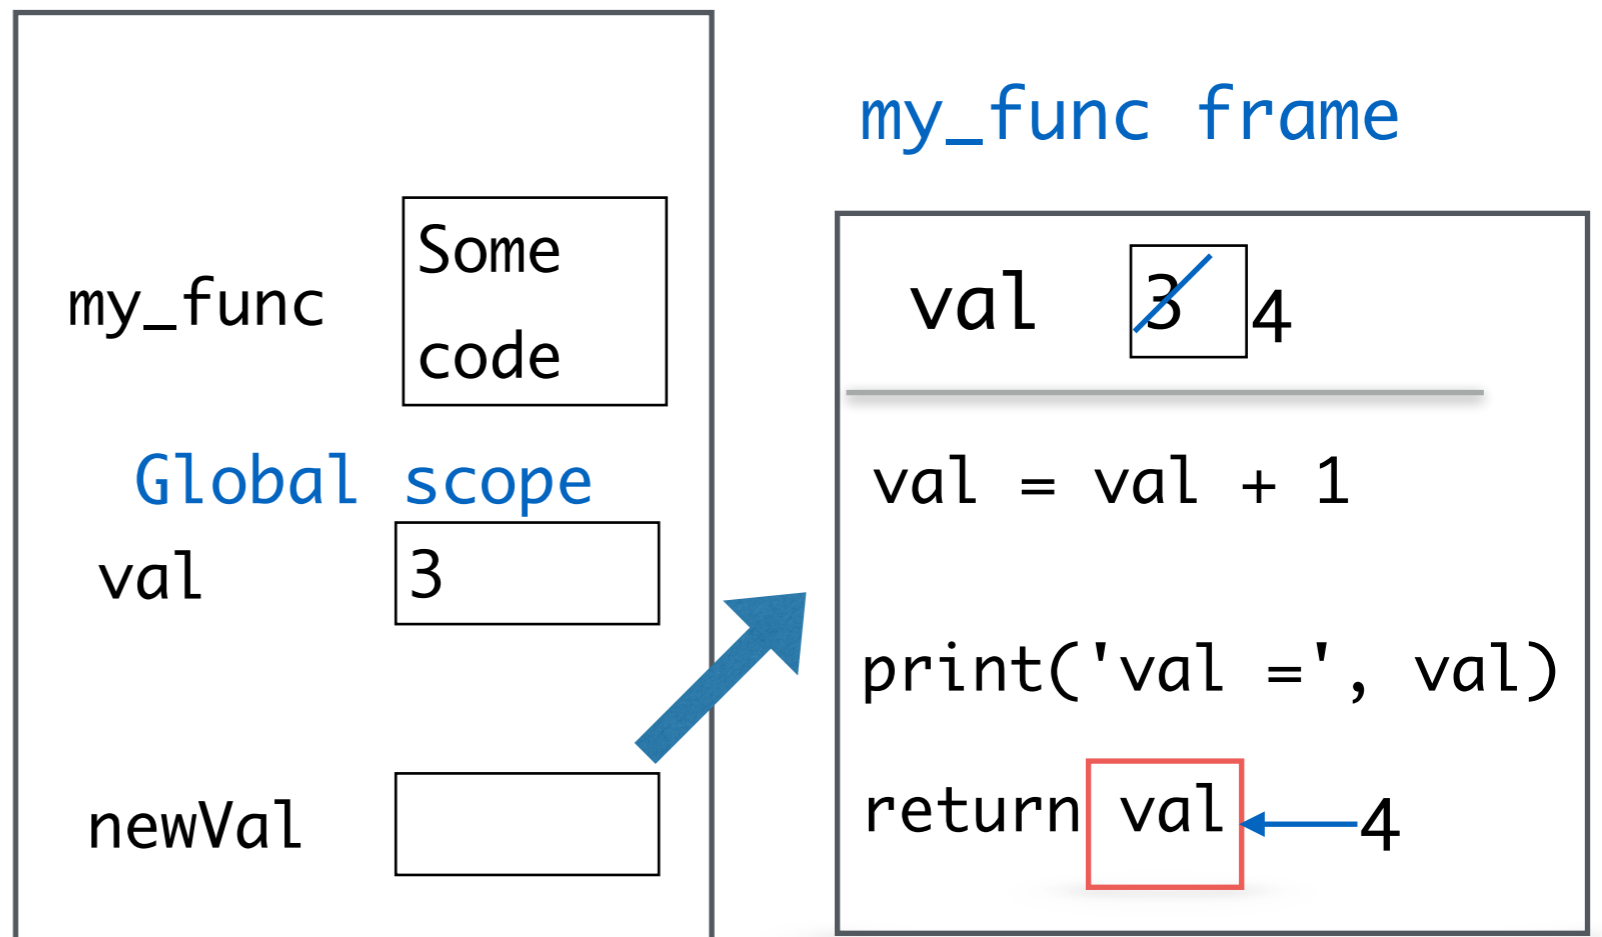 my_func
Some
code
Global scope
val 3
newVal
my_func frame
val 3 4
val = val + 1
print('val =', val)
return val 4